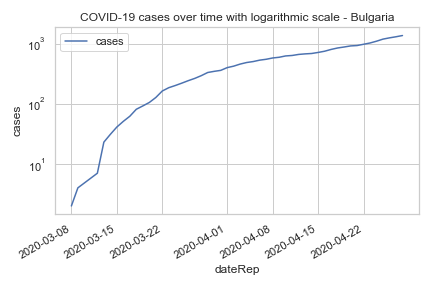 COVID-19 cases over time with logarithmic scale - Bulgaria
cases
10³
10²
10¹
cases
2020-03-08
2020-03-15
2020-03-22
2020-04-01
2020-04-08
2020-04-15
2020-04-22
dateRep